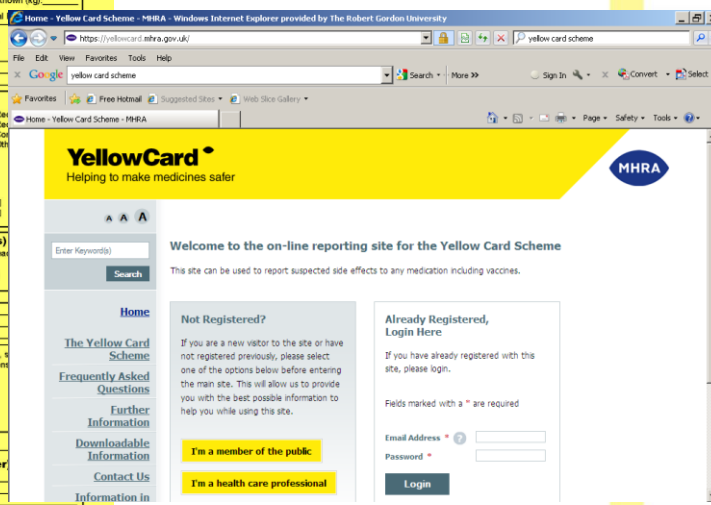 nown (kg):
Home - Yellow Card Scheme - MHRA - Windows Internet Explorer provided by The Robert Gordon University
https://yellowcard.mhra.gov.uk/
yellow card scheme
File Edit View Favorites Tools Help
Google yellow card scheme Search More >> Sign In Convert Select
Favorites Free Hotmail Suggested Sites Web Slice Gallery
Home - Yellow Card Scheme - MHRA
Page Safety Tools
YellowCard
Helping to make medicines safer
MHRA
A A A
Enter Keyword(s)
Search
Home
The Yellow Card
Scheme
Frequently Asked
Questions
Further
Information
Downloadable
Information
Contact Us
Information in
Welcome to the on-line reporting site for the Yellow Card Scheme
This site can be used to report suspected side effects to any medication including vaccines.
Not Registered?
If you are a new visitor to the site or have
not registered previously, please select
one of the options below before entering
the main site. This will allow us to provide
you with the best possible information to
help you while using this site.
I'm a member of the public
I'm a health care professional
Already Registered,
Login Here
If you have already registered with this
site, please login.
Fields marked with a * are required
Email Address * ?
Password *
Login